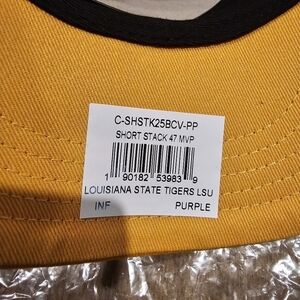 C-SHSTK25BCV-PP
SHORT STACK 47 MVP
1 90182 53983 9
LOUISIANA STATE TIGERS LSU
INF PURPLE